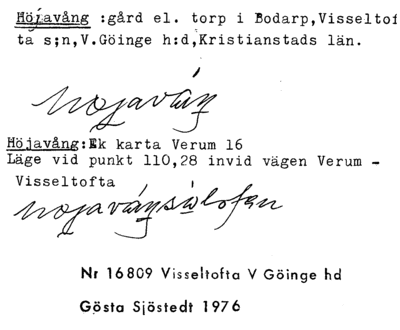 Höjavång :gård el. torp i Bodarp,Visseltof
ta s;n,V.Göinge h:d,Kristianstads län.
Höjavång:Ek karta Verum 16
Läge vid punkt 110,28 invid vägen Verum -
Visseltofta
Nr 16809 Visseltofta V Göinge hd
Gösta Sjöstedt 1976